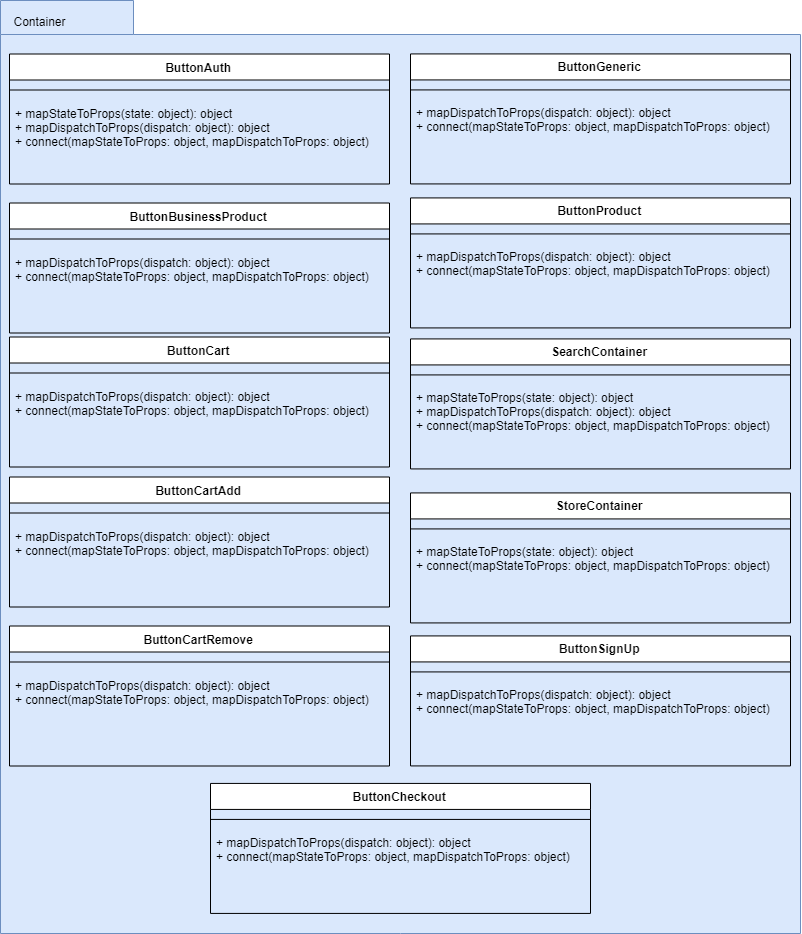 Container
ButtonAuth
+ mapStateToProps(state: object): object
+ mapDispatchToProps(dispatch: object): object
+ connect(mapStateToProps: object, mapDispatchToProps: object)
ButtonGeneric
+ mapDispatchToProps(dispatch: object): object
+ connect(mapStateToProps: object, mapDispatchToProps: object)
ButtonBusinessProduct
+ mapDispatchToProps(dispatch: object): object
+ connect(mapStateToProps: object, mapDispatchToProps: object)
ButtonProduct
+ mapDispatchToProps(dispatch: object): object
+ connect(mapStateToProps: object, mapDispatchToProps: object)
ButtonCart
+ mapDispatchToProps(dispatch: object): object
+ connect(mapStateToProps: object, mapDispatchToProps: object)
SearchContainer
+ mapStateToProps(state: object): object
+ mapDispatchToProps(dispatch: object): object
+ connect(mapStateToProps: object, mapDispatchToProps: object)
ButtonCartAdd
+ mapDispatchToProps(dispatch: object): object
+ connect(mapStateToProps: object, mapDispatchToProps: object)
StoreContainer
+ mapStateToProps(state: object): object
+ connect(mapStateToProps: object, mapDispatchToProps: object)
ButtonCartRemove
+ mapDispatchToProps(dispatch: object): object
+ connect(mapStateToProps: object, mapDispatchToProps: object)
ButtonSignUp
+ mapDispatchToProps(dispatch: object): object
+ connect(mapStateToProps: object, mapDispatchToProps: object)
ButtonCheckout
+ mapDispatchToProps(dispatch: object): object
+ connect(mapStateToProps: object, mapDispatchToProps: object)